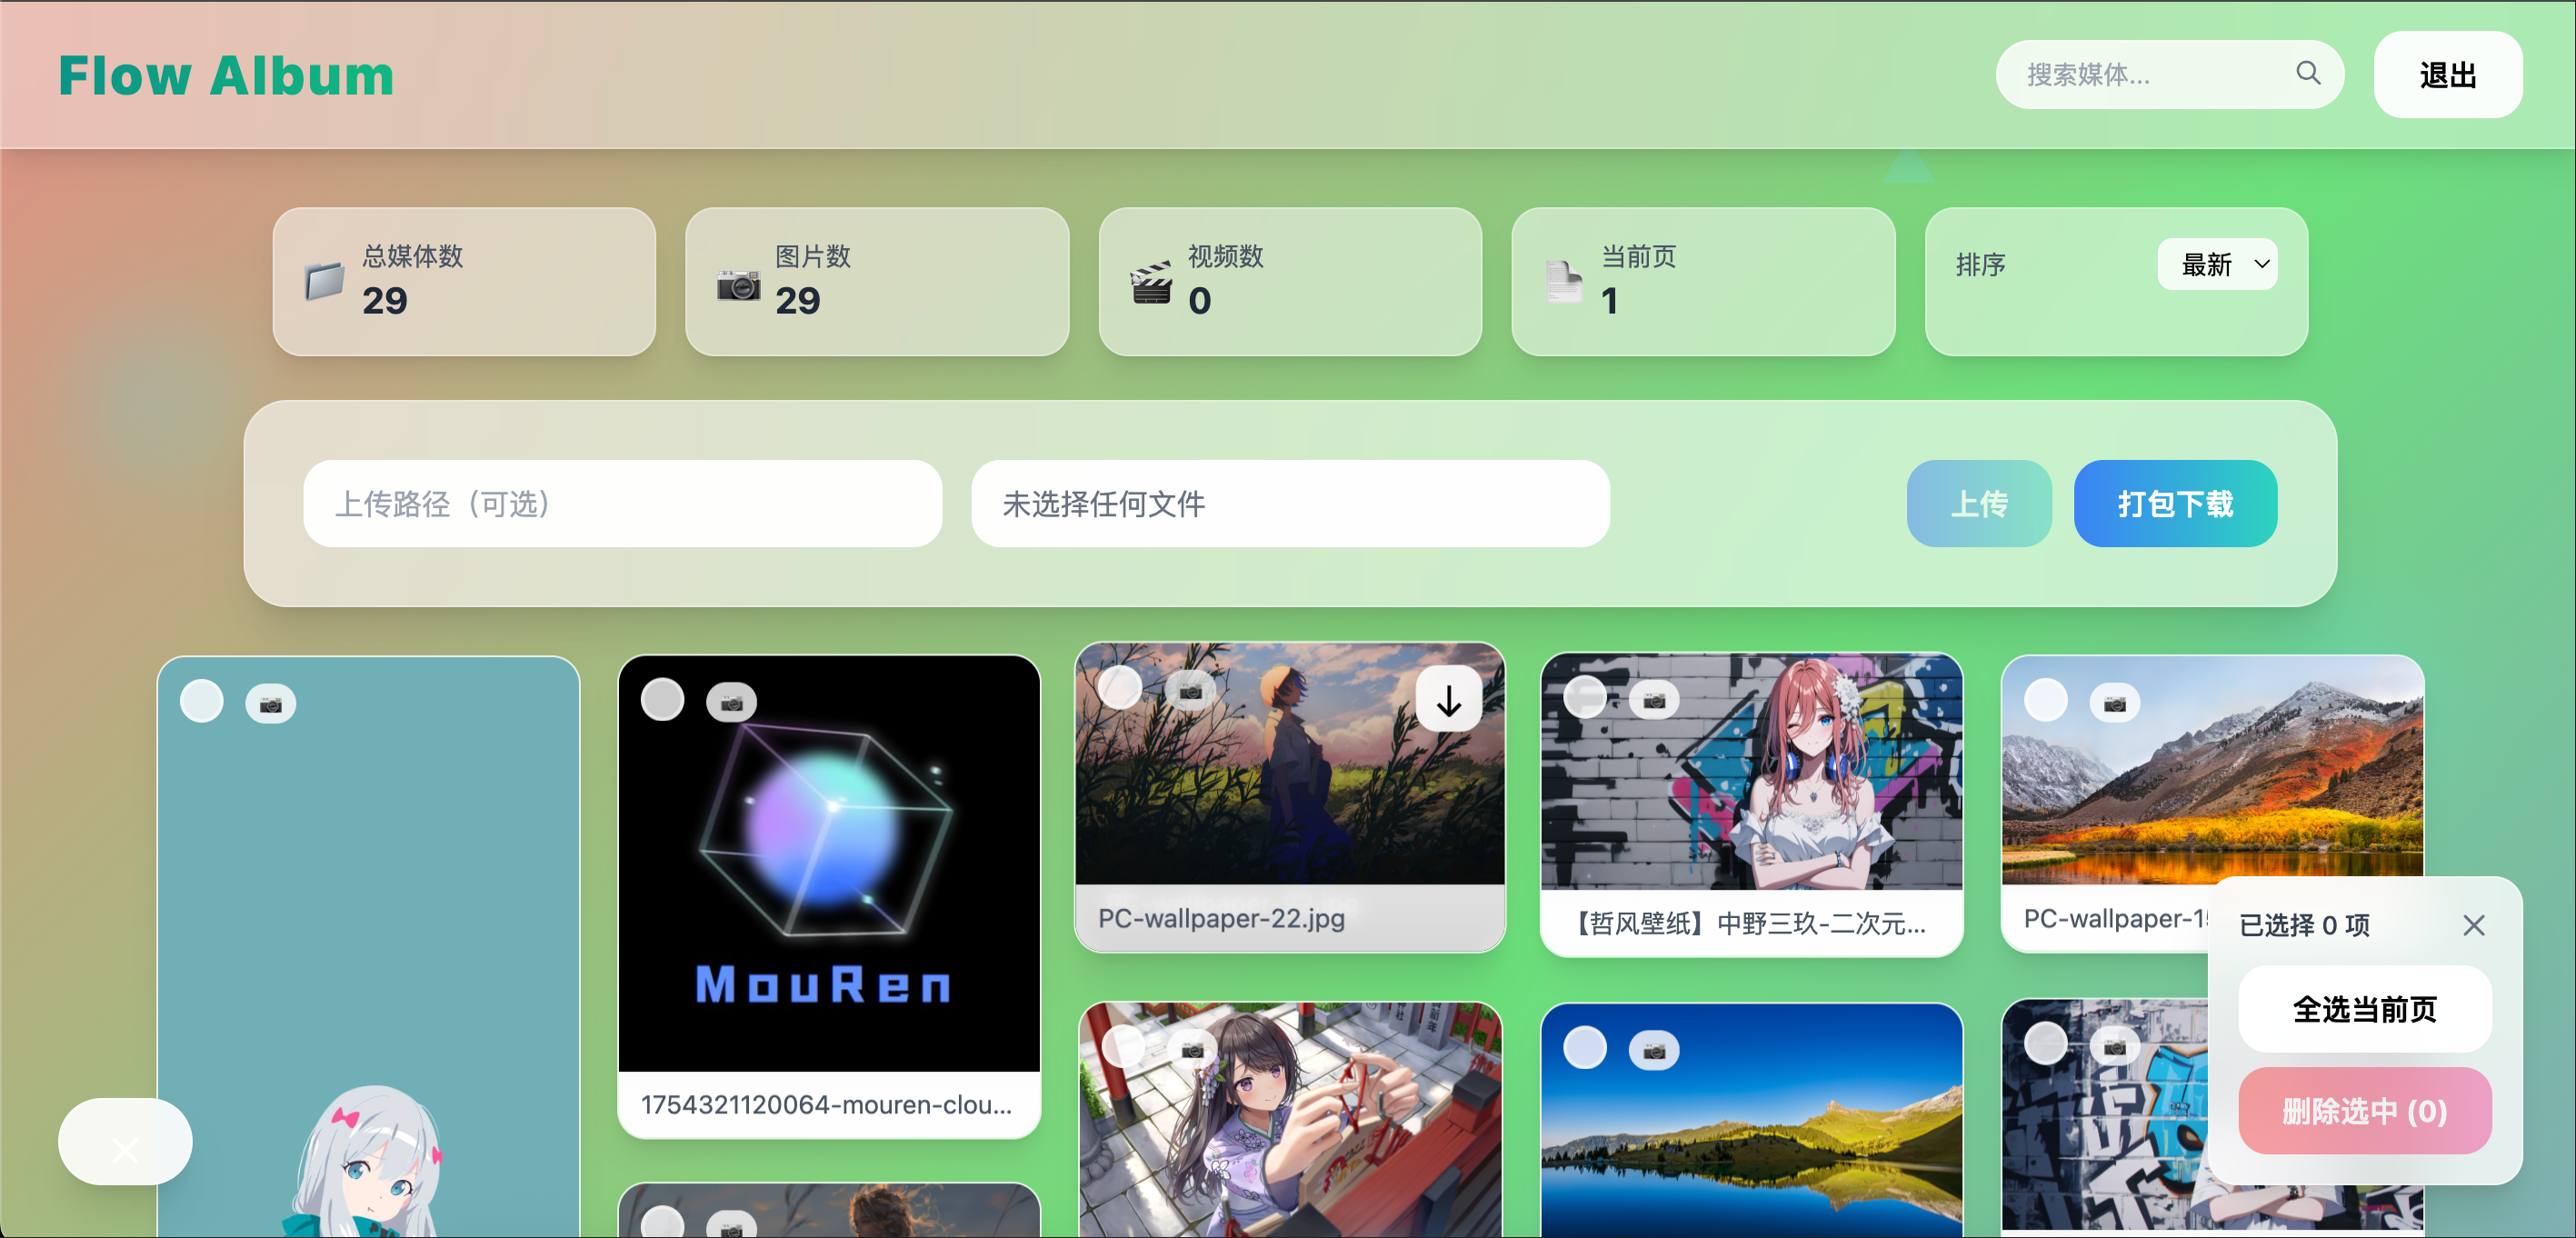 Flow Album
搜索媒体...
退出
总媒体数
29
图片数
29
视频数
0
当前页
1
排序
最新
上传路径（可选）
未选择任何文件
上传
打包下载
MouRen
1754321120064-mouren-clou...
PC-wallpaper-22.jpg
【哲风壁纸】中野三玖-二次元...
PC-wallpaper-15
已选择 0 项
全选当前页
删除选中 (0)